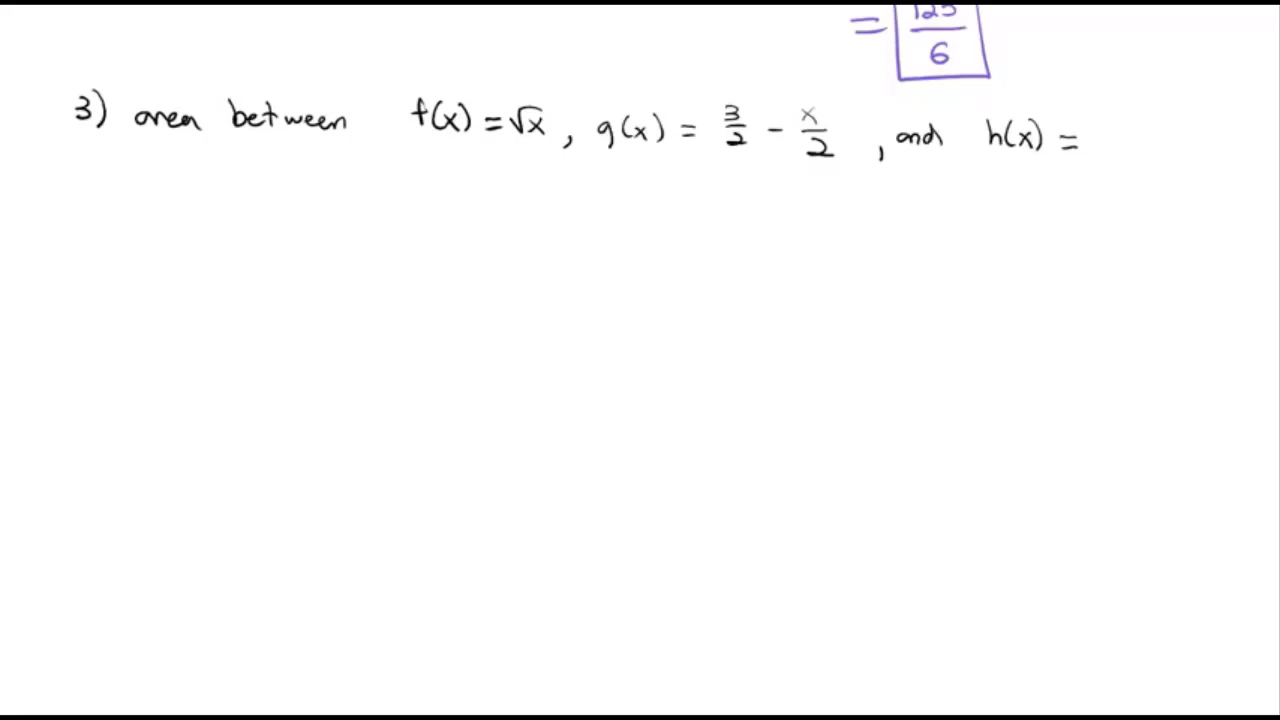 = 125/6
3) area between f(x) = √x , g(x) = 3/2 - x/2 , and h(x) =